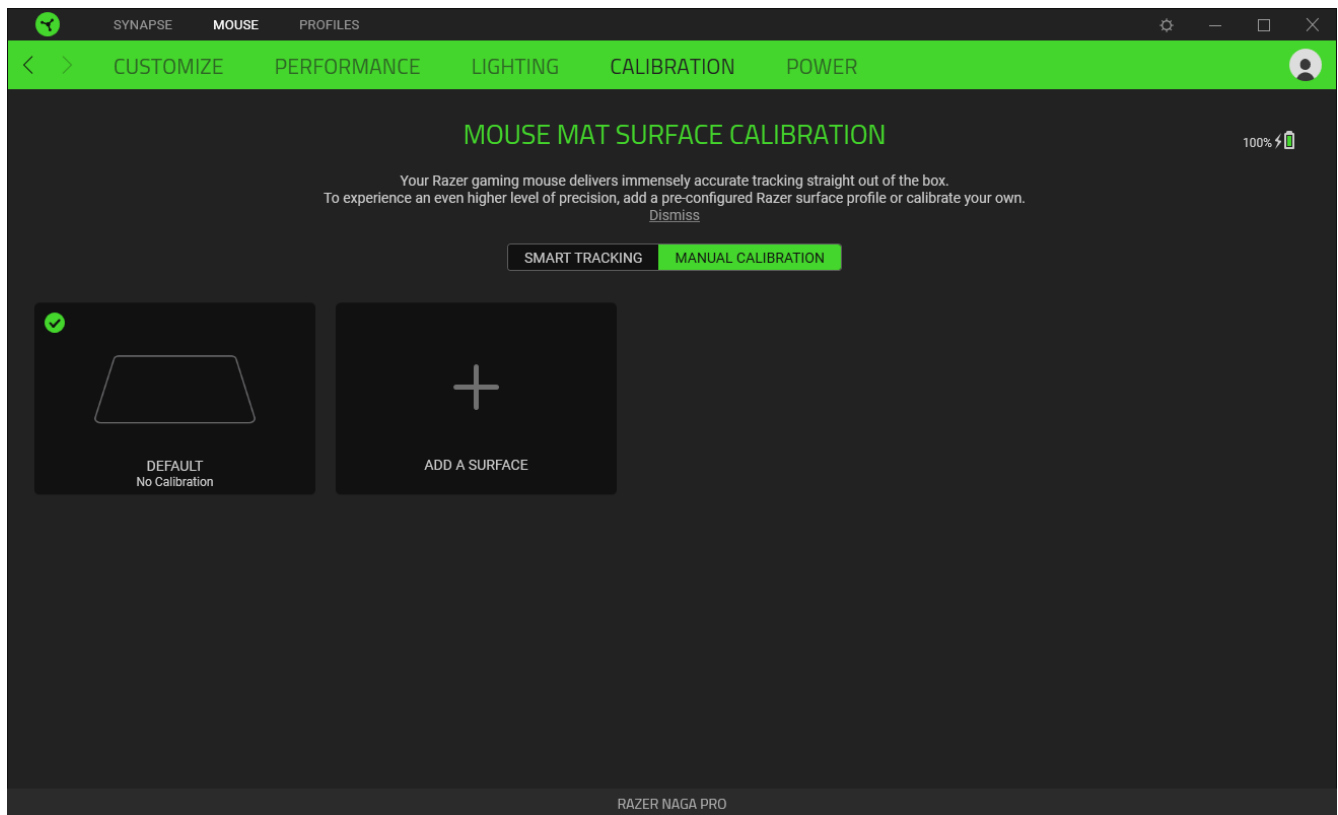 SYNAPSE MOUSE PROFILES
CUSTOMIZE PERFORMANCE LIGHTING CALIBRATION POWER
MOUSE MAT SURFACE CALIBRATION
100%
Your Razer gaming mouse delivers immensely accurate tracking straight out of the box.
To experience an even higher level of precision, add a pre-configured Razer surface profile or calibrate your own.
Dismiss
SMART TRACKING MANUAL CALIBRATION
DEFAULT
No Calibration
ADD A SURFACE
RAZER NAGA PRO